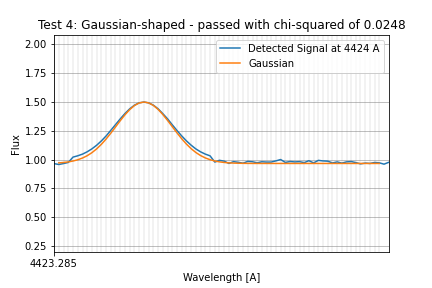 Test 4: Gaussian-shaped - passed with chi-squared of 0.0248
2.00
1.75
1.50
1.25
1.00
0.75
0.50
0.25
Flux
Detected Signal at 4424 A
Gaussian
4423.285
Wavelength [A]